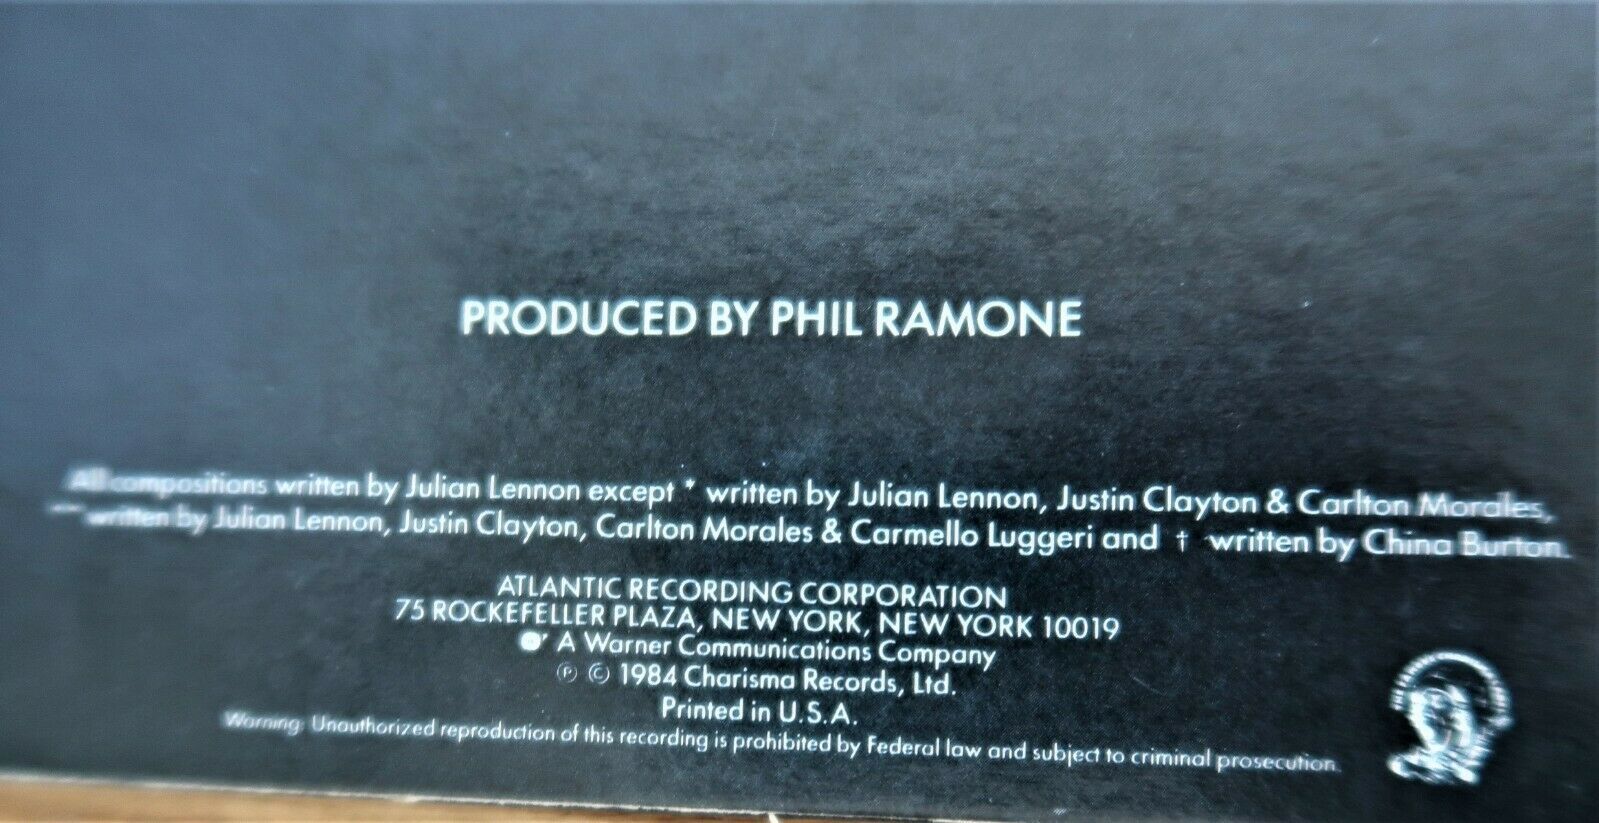 PRODUCED BY PHIL RAMONE
All compositions written by Julian Lennon except * written by Julian Lennon, Justin Clayton & Carlton Morales,
written by Julian Lennon, Justin Clayton, Carlton Morales & Carmello Luggeri and † written by China Burton.
ATLANTIC RECORDING CORPORATION
75 ROCKEFELLER PLAZA, NEW YORK, NEW YORK 10019
A Warner Communications Company
℗ © 1984 Charisma Records, Ltd.
Printed in U.S.A.
Warning: Unauthorized reproduction of this recording is prohibited by Federal law and subject to criminal prosecution.